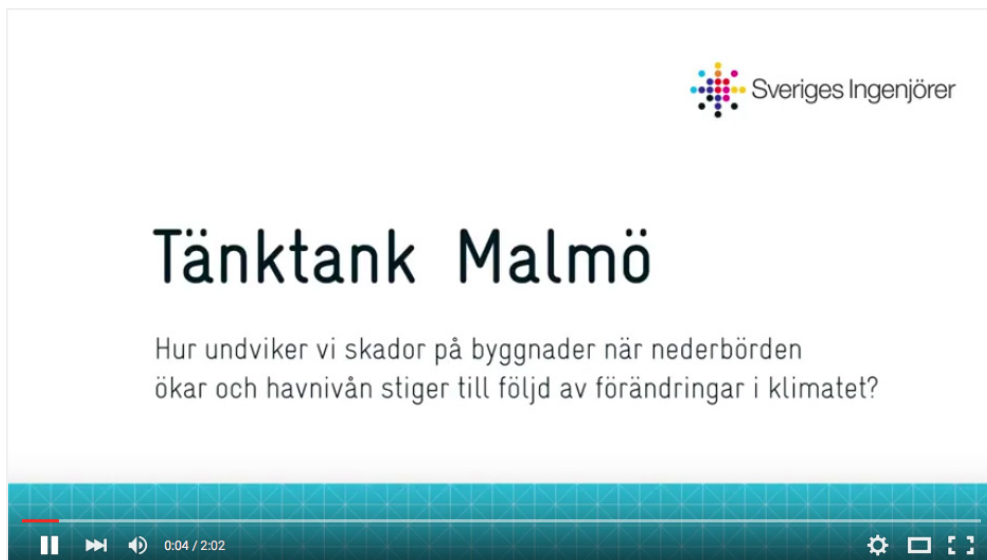 Sveriges Ingenjörer
Tänktank Malmö
Hur undviker vi skador på byggnader när nederbörden
ökar och havnivån stiger till följd av förändringar i klimatet?
0:04 / 2:02